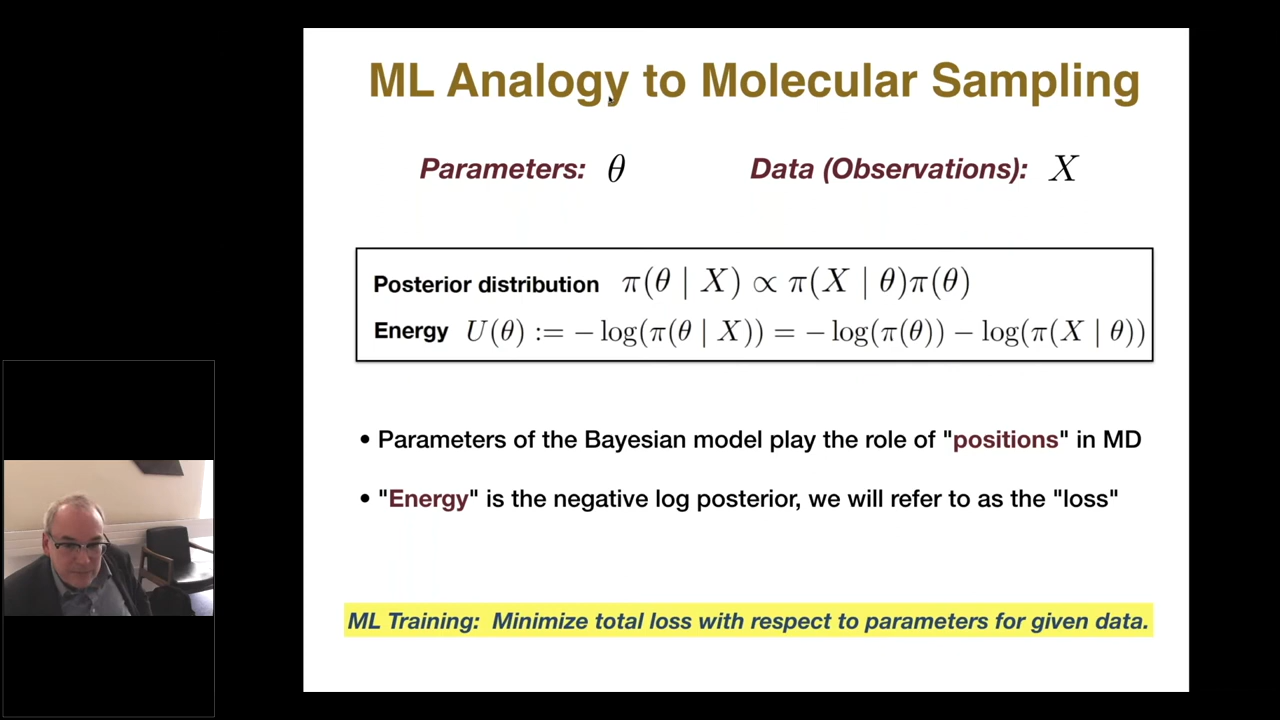 ML Analogy to Molecular Sampling
Parameters: θ Data (Observations): X
Posterior distribution π(θ | X) ∝ π(X | θ)π(θ)
Energy U(θ) := − log(π(θ | X)) = − log(π(θ)) − log(π(X | θ))
• Parameters of the Bayesian model play the role of "positions" in MD
• "Energy" is the negative log posterior, we will refer to as the "loss"
ML Training: Minimize total loss with respect to parameters for given data.